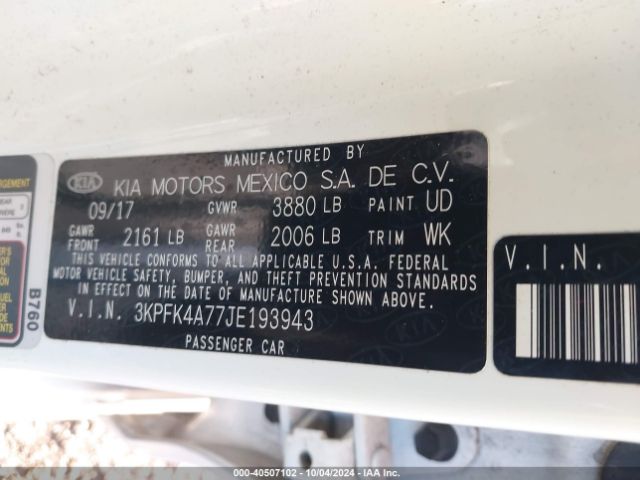 MANUFACTURED BY
KIA KIA MOTORS MEXICO S.A. DE C.V.
09/17 GVWR 3880 LB PAINT UD
GAWR FRONT 2161 LB GAWR REAR 2006 LB TRIM WK
THIS VEHICLE CONFORMS TO ALL APPLICABLE U.S.A. FEDERAL
MOTOR VEHICLE SAFETY, BUMPER, AND THEFT PREVENTION STANDARDS
IN EFFECT ON THE DATE OF MANUFACTURE SHOWN ABOVE.
V.I.N. 3KPFK4A77JE193943
PASSENGER CAR
B760
V.I.N.
000-40507102 - 10/04/2024 - IAA Inc.